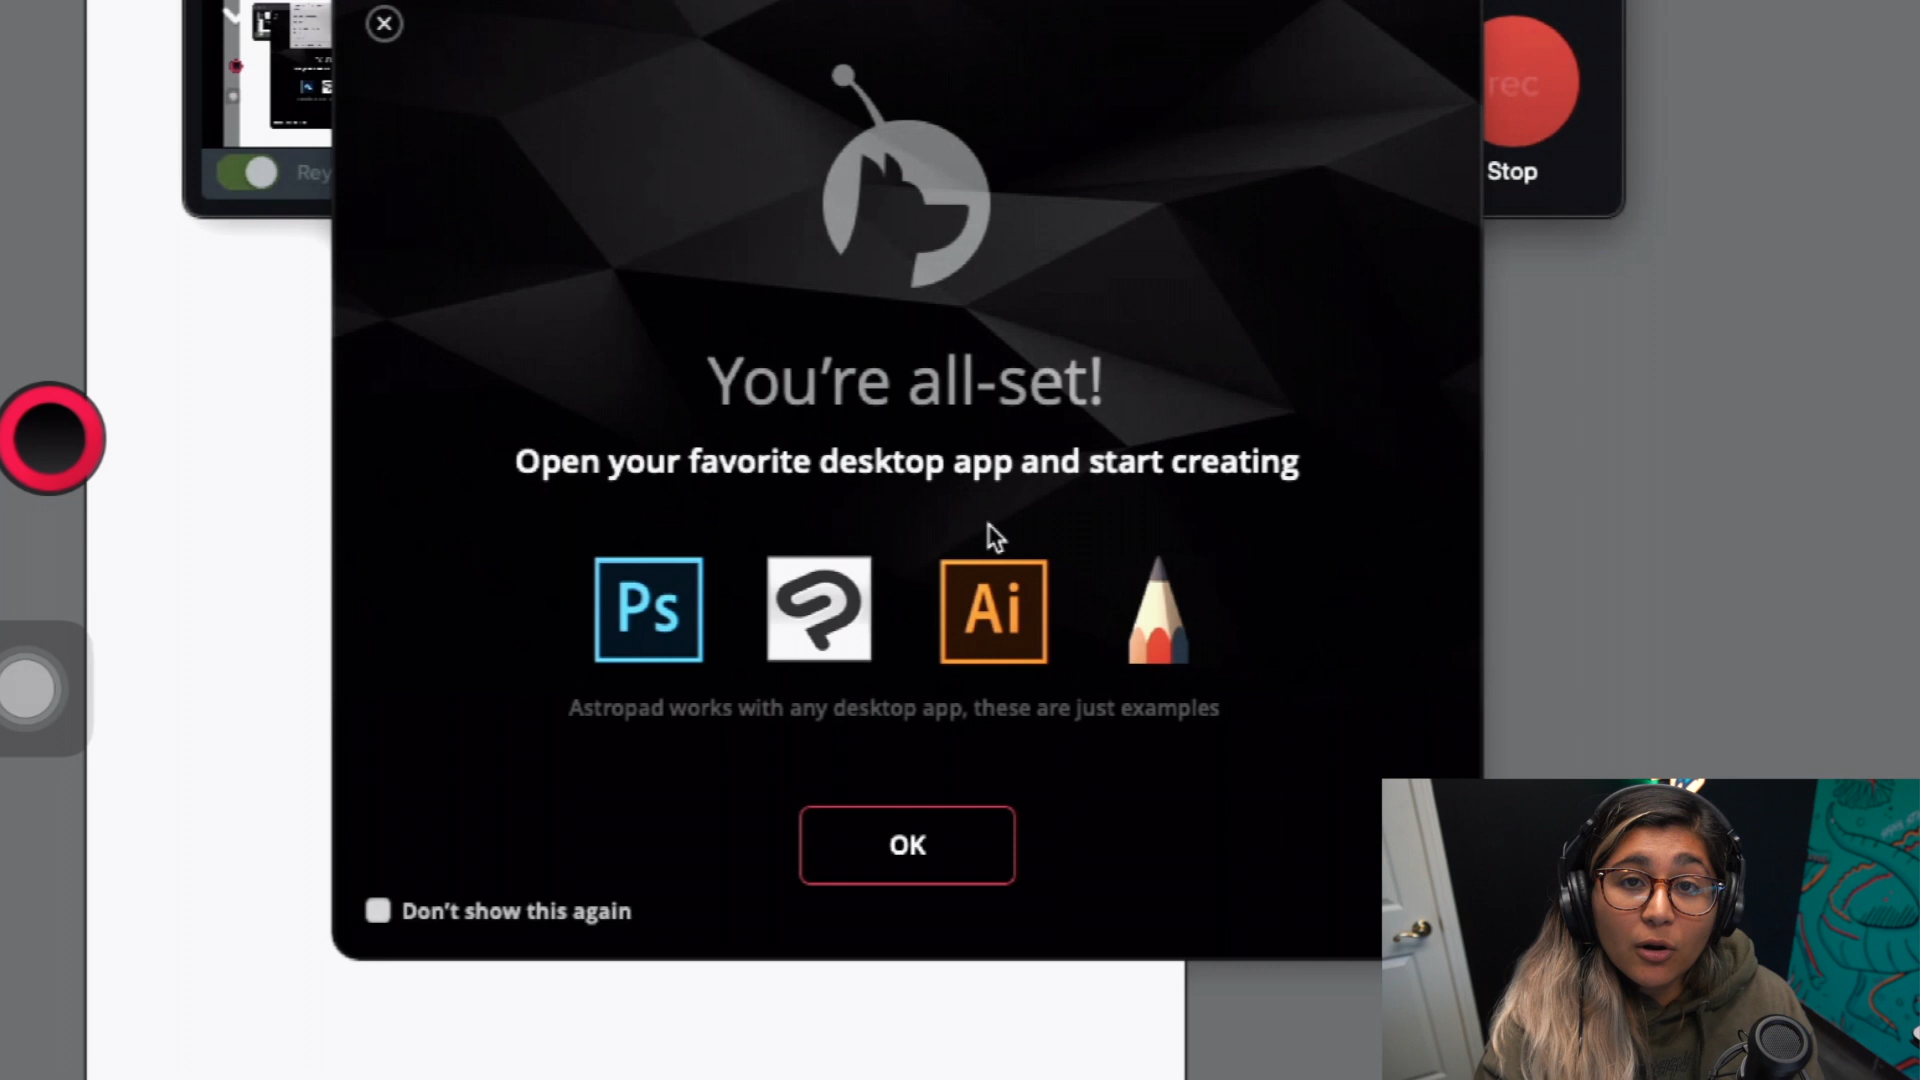 rec
Stop
Rey
You're all-set!
Open your favorite desktop app and start creating
Ps
Ai
Astropad works with any desktop app, these are just examples
OK
Don't show this again